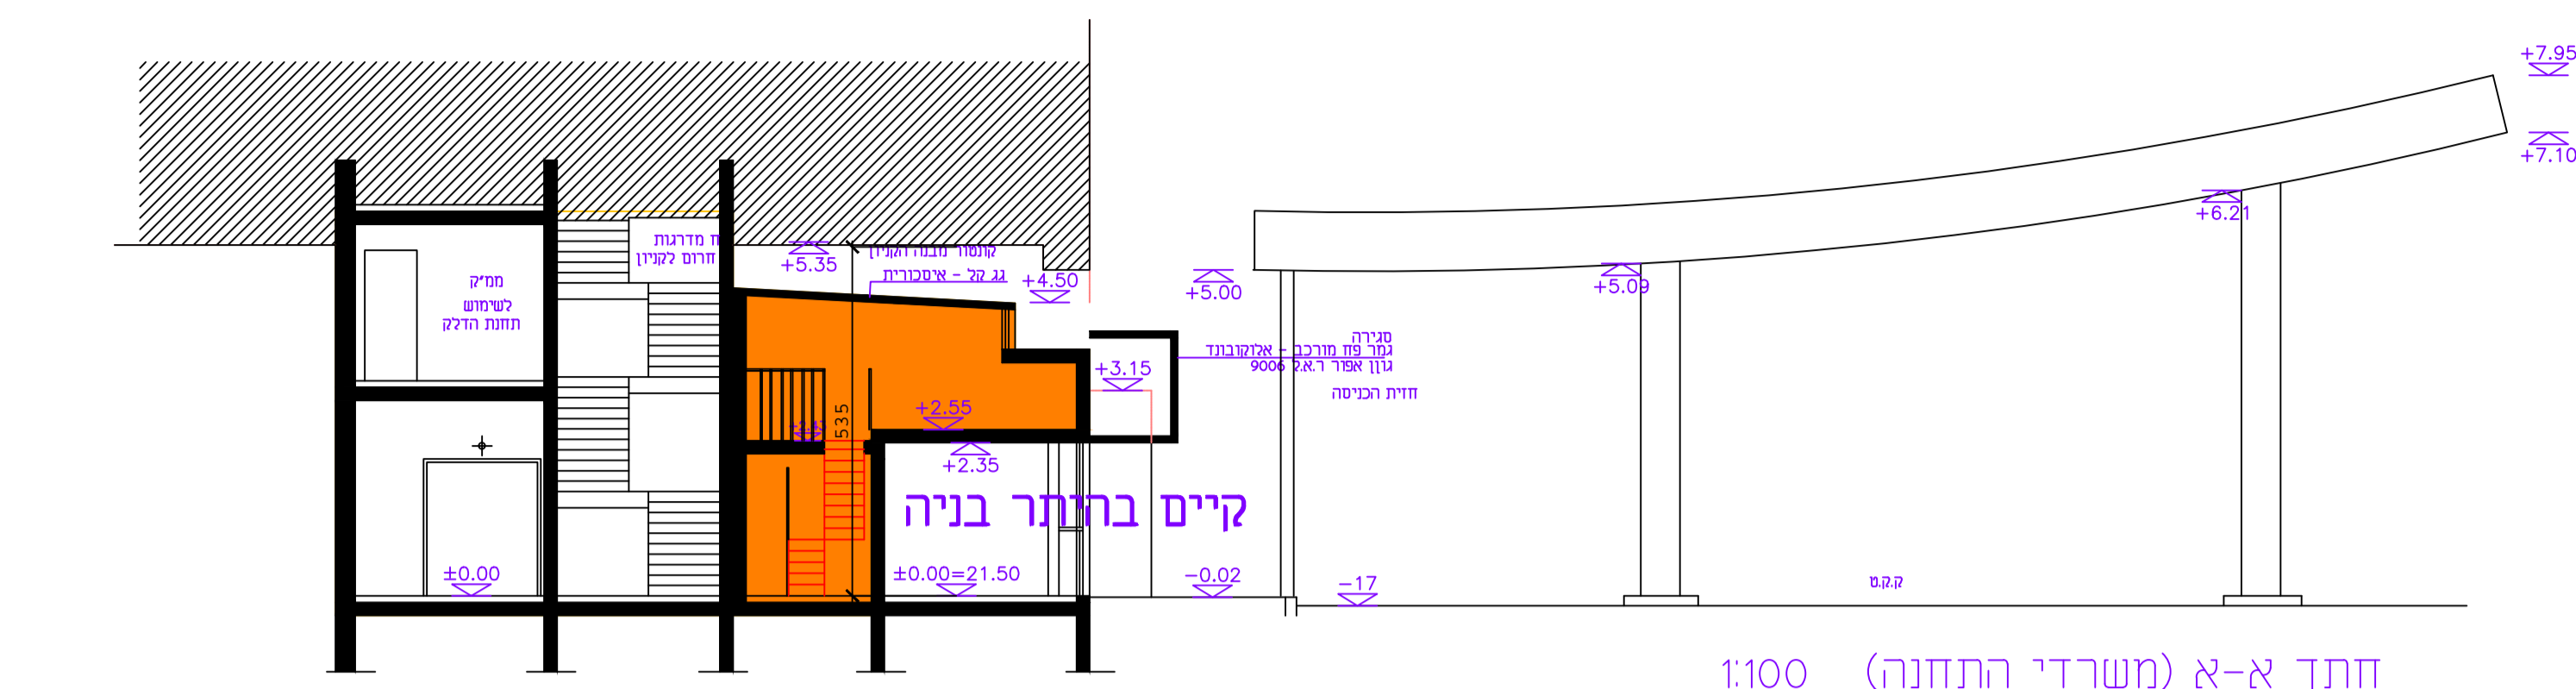 +7.95
+7.10
+6.21
ח מדרגות
חרום לקניון
קונטור מבנה הקניון
+5.35
גג קל - איסכורית
+4.50
+5.00
+5.09
ממ״ק
לשימוש
תחנת הדלק
סגירה
גמר פח מורכב - אלוקובונד
גוון אפור ר.א.ל 9006
חזית הכניסה
+3.15
535
+2.55
+2.35
קיים בהיתר בניה
±0.00
±0.00=21.50
-0.02
-17
ק.ק.ט
חתך א-א (משרדי התחנה) 1:100